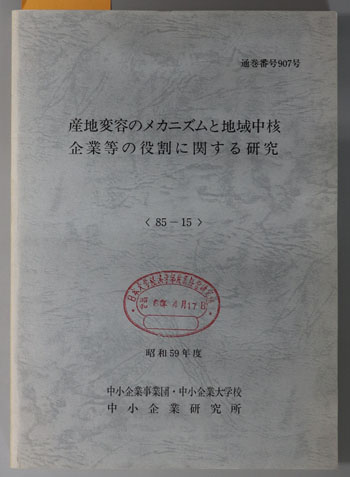 通巻番号907号
産地変容のメカニズムと地域中核
企業等の役割に関する研究
〈 85-15 〉
昭和59年度
中小企業事業団・中小企業大学校
中小企業研究所